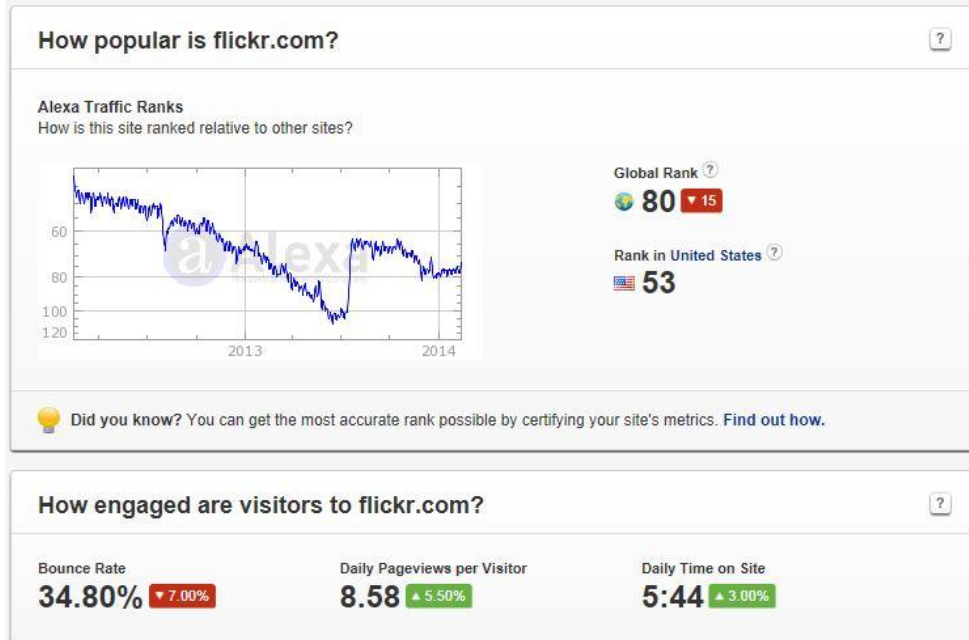 How popular is flickr.com?
?
Alexa Traffic Ranks
How is this site ranked relative to other sites?
60
80
100
120
2013
2014
a Alexa
Global Rank ?
80 ▼ 15
Rank in United States ?
53
Did you know? You can get the most accurate rank possible by certifying your site's metrics. Find out how.
How engaged are visitors to flickr.com?
?
Bounce Rate
34.80% ▼ 7.00%
Daily Pageviews per Visitor
8.58 ▲ 5.50%
Daily Time on Site
5:44 ▲ 3.00%